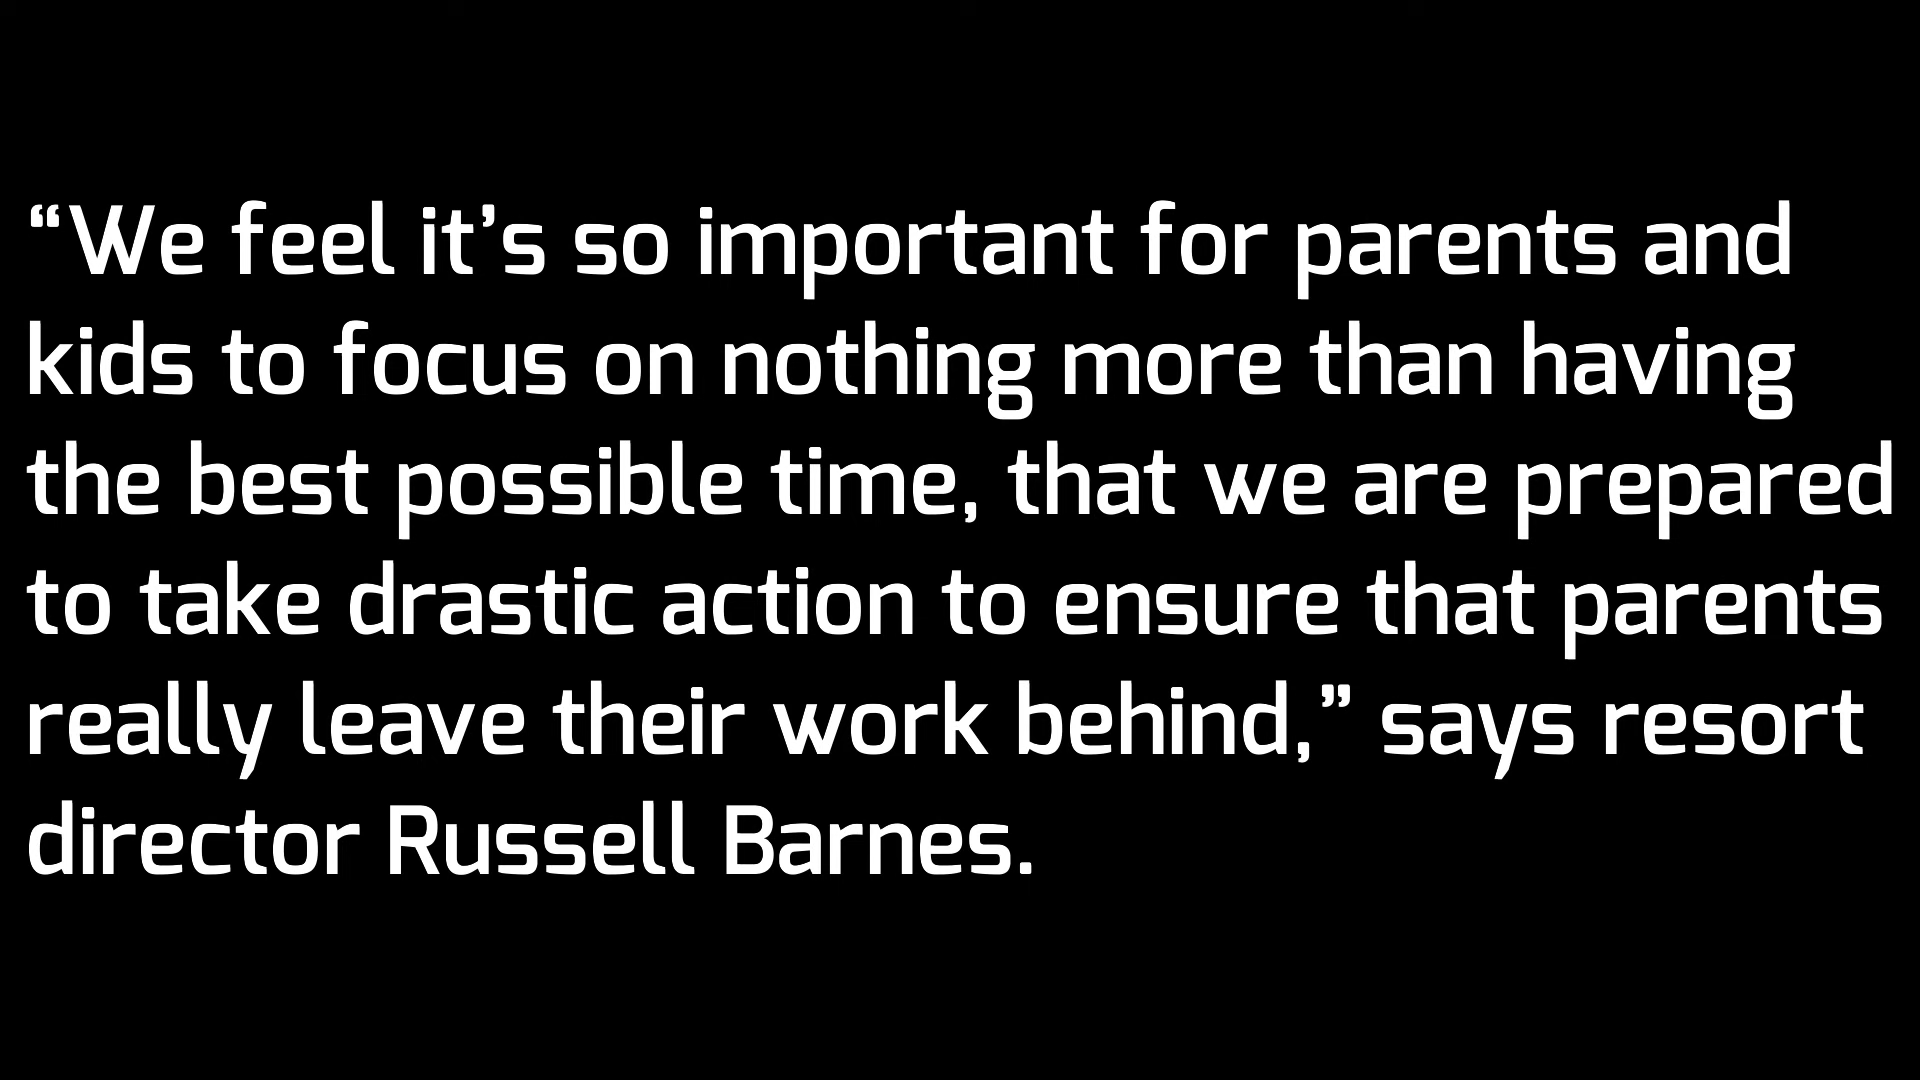 “We feel it’s so important for parents and
kids to focus on nothing more than having
the best possible time, that we are prepared
to take drastic action to ensure that parents
really leave their work behind,” says resort
director Russell Barnes.